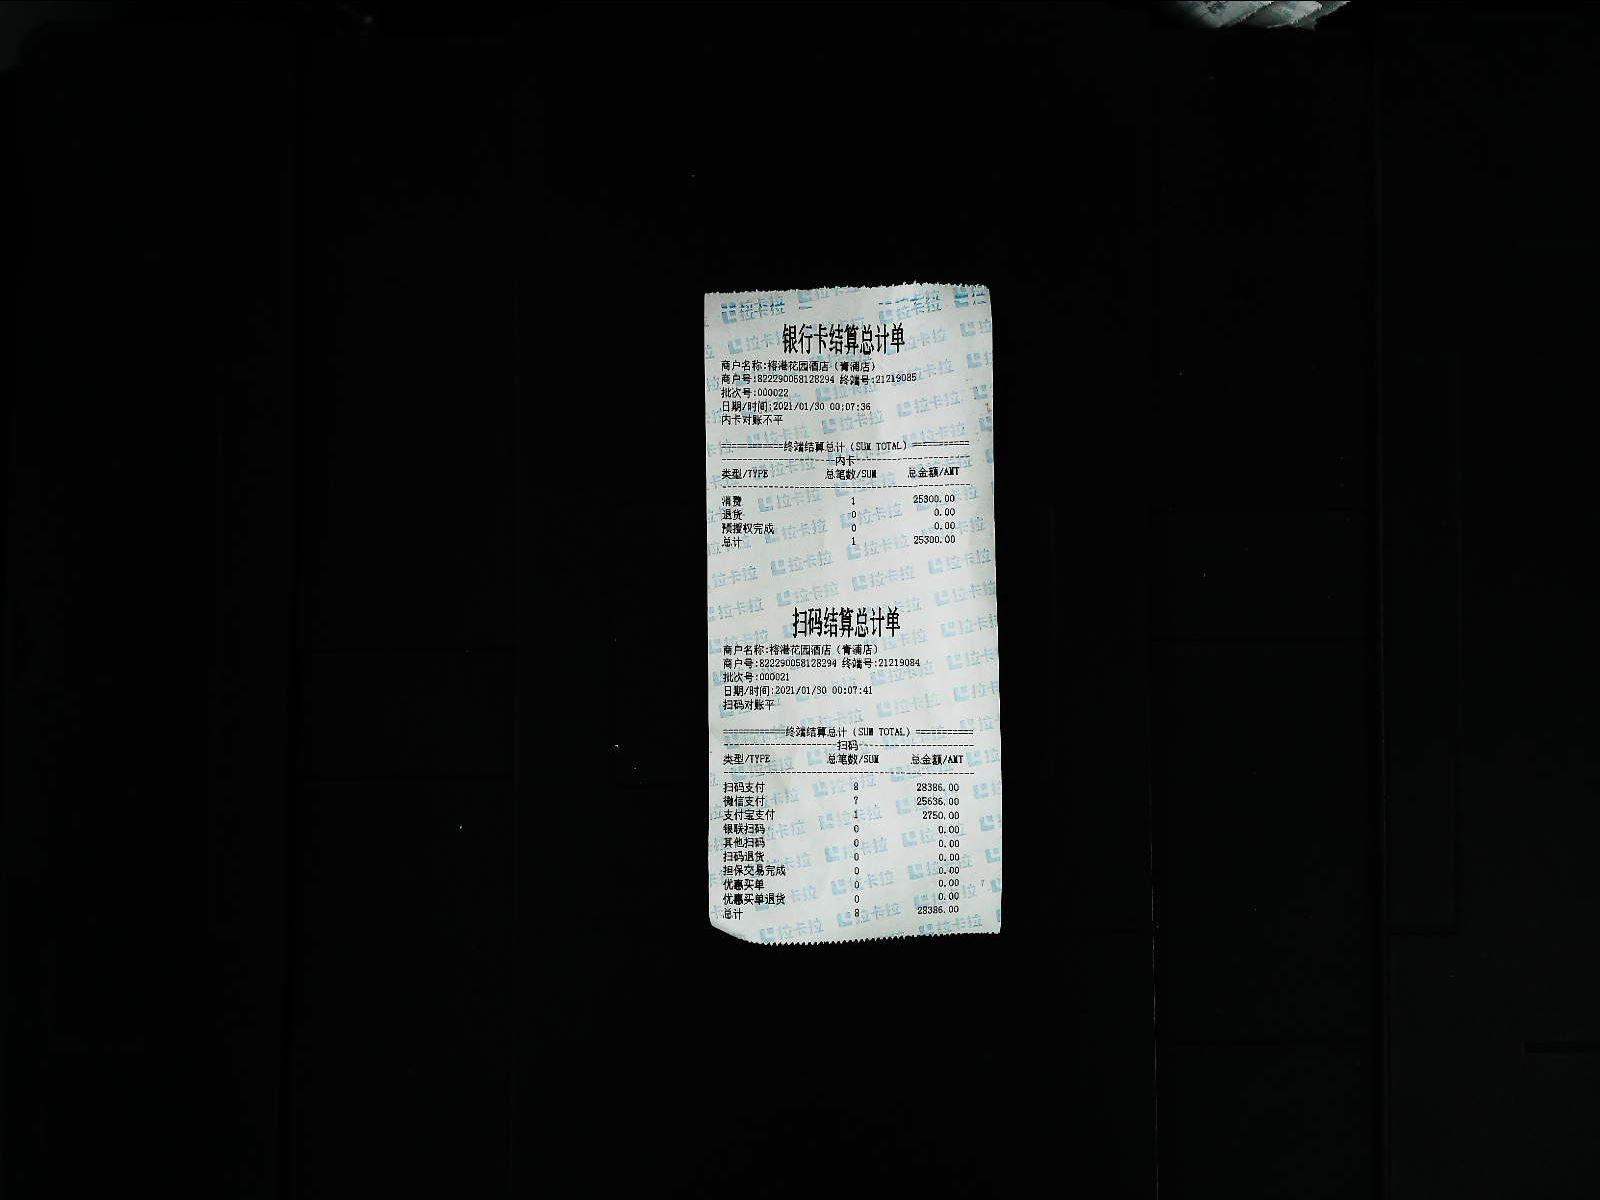 银行卡结算总计单
商户名称:榕港花园酒店(青浦店)
商户号:822290058128294 终端号:21219085
批次号:000022
日期/时间:2021/01/30 00:07:36
内卡对账不平
===========终端结算总计(SUM TOTAL)==========
--------------------内卡--------------------
类型/TYPE 总笔数/SUM 总金额/AMT
消费 1 25300.00
退货 0 0.00
预授权完成 0 0.00
总计 1 25300.00
扫码结算总计单
商户名称:榕港花园酒店(青浦店)
商户号:822290058128294 终端号:21219084
批次号:000021
日期/时间:2021/01/30 00:07:41
扫码对账平
===========终端结算总计(SUM TOTAL)==========
--------------------扫码--------------------
类型/TYPE 总笔数/SUM 总金额/AMT
扫码支付 8 28386.00
微信支付 7 25636.00
支付宝支付 1 2750.00
银联扫码 0 0.00
其他扫码 0 0.00
扫码退货 0 0.00
担保交易完成 0 0.00
优惠买单 0 0.00
优惠买单退货 0 0.00
总计 8 28386.00
拉卡拉